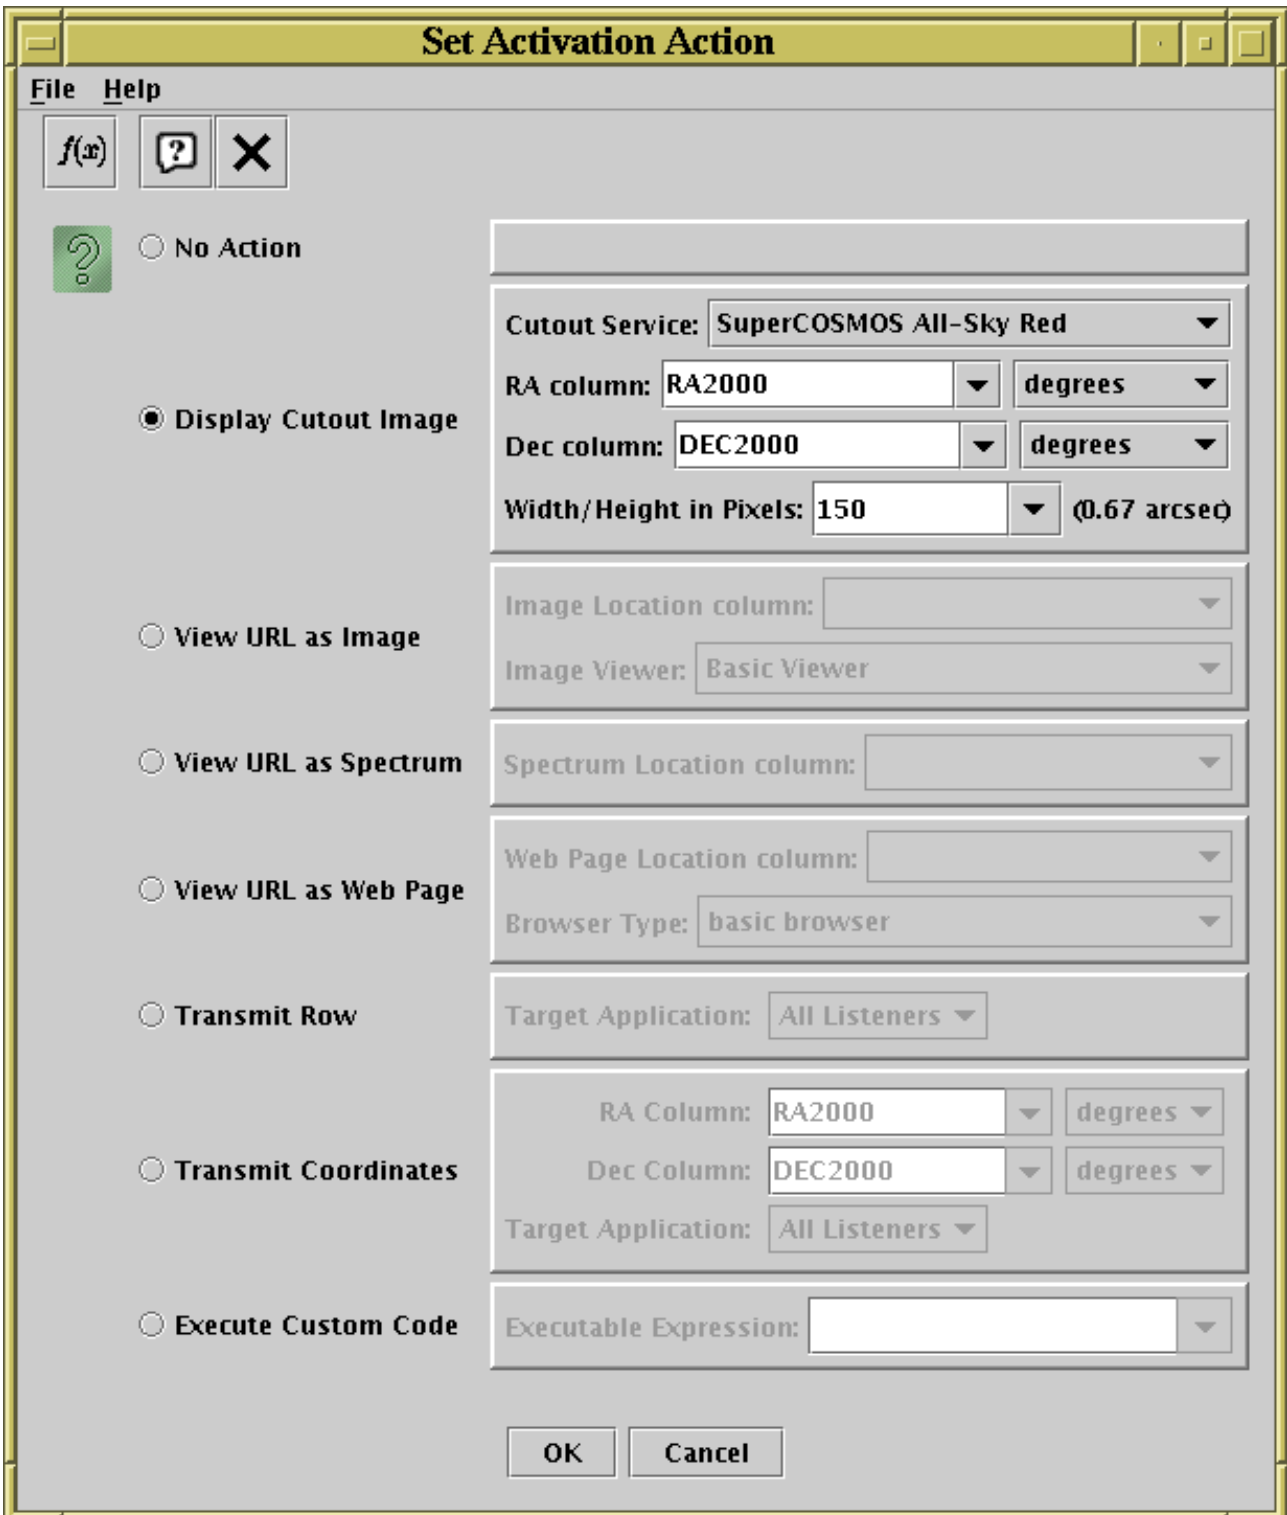 Set Activation Action
File Help
f(x) ?
? No Action
Cutout Service: SuperCOSMOS All-Sky Red
RA column: RA2000 degrees
Display Cutout Image
Dec column: DEC2000 degrees
Width/Height in Pixels: 150 (0.67 arcsec)
Image Location column:
View URL as Image
Image Viewer: Basic Viewer
View URL as Spectrum Spectrum Location column:
Web Page Location column:
View URL as Web Page
Browser Type: basic browser
Transmit Row Target Application: All Listeners
RA Column: RA2000 degrees
Transmit Coordinates Dec Column: DEC2000 degrees
Target Application: All Listeners
Execute Custom Code Executable Expression:
OK Cancel